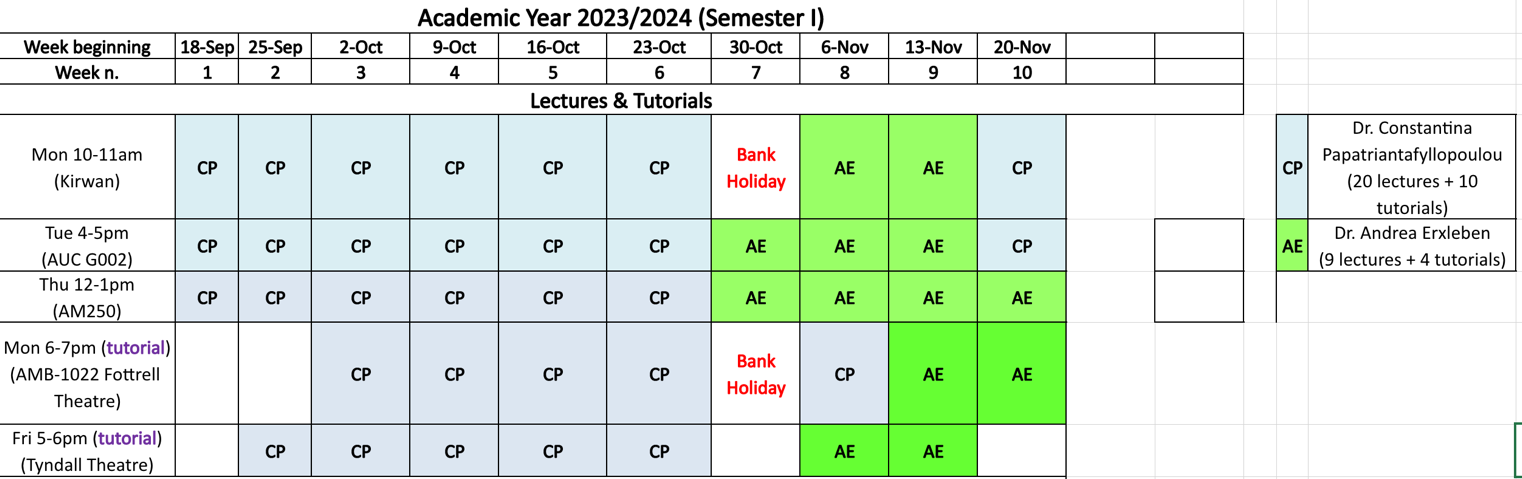 Academic Year 2023/2024 (Semester I)
Week beginning 18-Sep 25-Sep 2-Oct 9-Oct 16-Oct 23-Oct 30-Oct 6-Nov 13-Nov 20-Nov
Week n. 1 2 3 4 5 6 7 8 9 10
Lectures & Tutorials
Mon 10-11am
(Kirwan)
CP CP CP CP CP CP
Bank
Holiday
AE AE CP
Tue 4-5pm
(AUC G002)
CP CP CP CP CP CP AE AE AE CP
Thu 12-1pm
(AM250)
CP CP CP CP CP CP AE AE AE AE
Mon 6-7pm (tutorial)
(AMB-1022 Fottrell
Theatre)
CP CP CP CP
Bank
Holiday
CP AE AE
Fri 5-6pm (tutorial)
(Tyndall Theatre)
CP CP CP CP CP AE AE
CP
Dr. Constantina
Papatriantafyllopoulou
(20 lectures + 10
tutorials)
AE
Dr. Andrea Erxleben
(9 lectures + 4 tutorials)